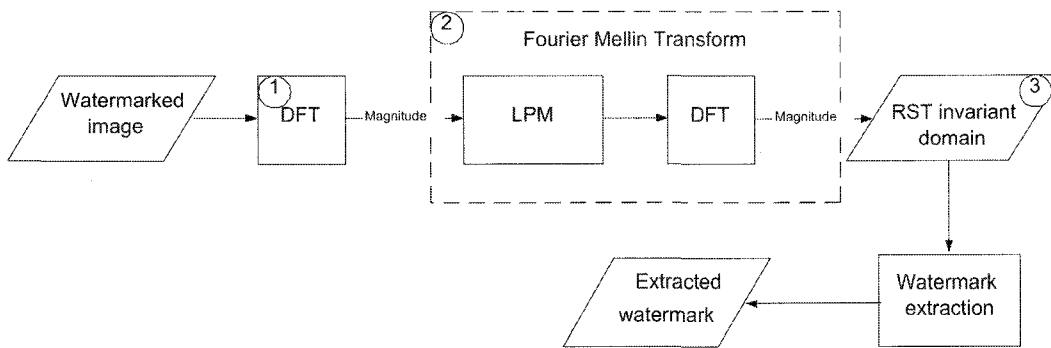 2
Fourier Mellin Transform
Watermarked
image
1
DFT
Magnitude
LPM
DFT
Magnitude
3
RST invariant
domain
Extracted
watermark
Watermark
extraction